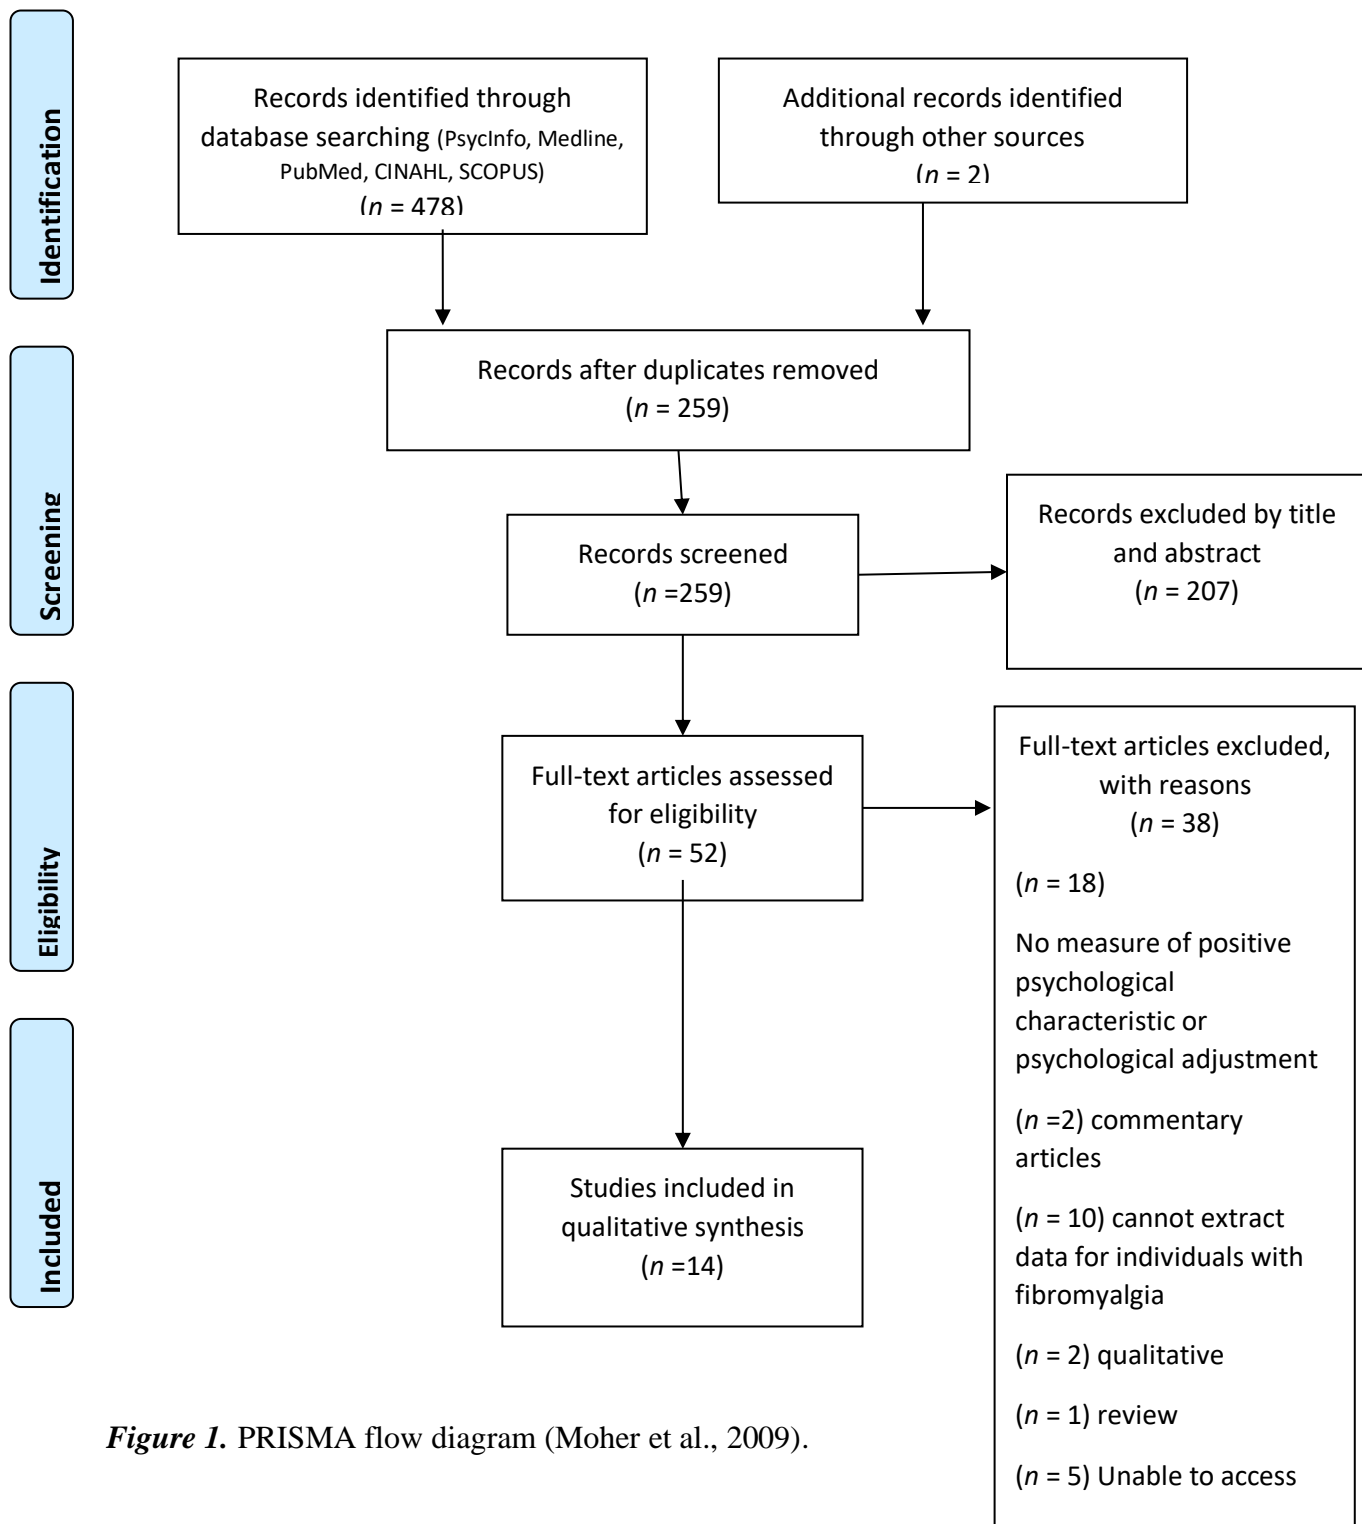 Identification
Records identified through
database searching (PsycInfo, Medline,
PubMed, CINAHL, SCOPUS)
(n = 478)
Additional records identified
through other sources
(n = 2)
Screening
Records after duplicates removed
(n = 259)
Records screened
(n =259)
Records excluded by title
and abstract
(n = 207)
Eligibility
Full-text articles assessed
for eligibility
(n = 52)
Full-text articles excluded,
with reasons
(n = 38)
(n = 18)
No measure of positive
psychological
characteristic or
psychological adjustment
(n =2) commentary
articles
(n = 10) cannot extract
data for individuals with
fibromyalgia
(n = 2) qualitative
(n = 1) review
(n = 5) Unable to access
Included
Studies included in
qualitative synthesis
(n =14)
Figure 1. PRISMA flow diagram (Moher et al., 2009).